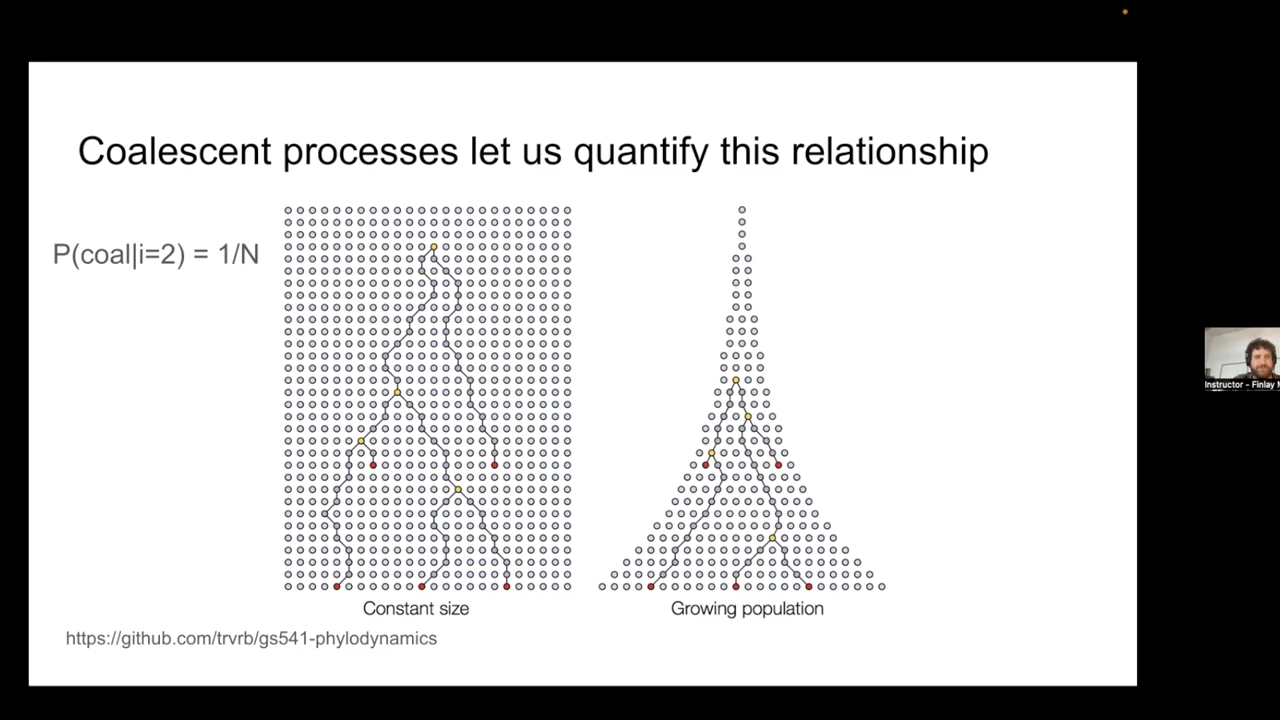 Coalescent processes let us quantify this relationship
P(coal|i=2) = 1/N
Constant size
Growing population
https://github.com/trvrb/gs541-phylodynamics
Instructor - Finlay